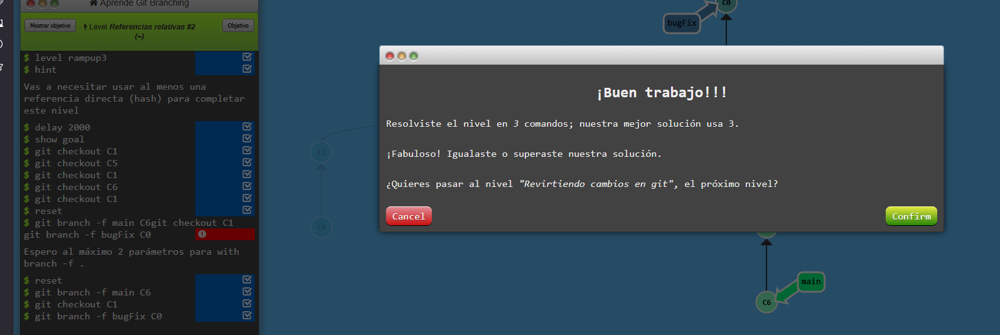 Aprende Git Branching
Mostrar objetivo
Level Referencias relativas #2
(~)
Objetivo
$ level rampup3
$ hint
Vas a necesitar usar al menos una
referencia directa (hash) para completar
este nivel
$ delay 2000
$ show goal
$ git checkout C1
$ git checkout C5
$ git checkout C1
$ git checkout C6
$ git checkout C1
$ reset
$ git branch -f main C6git checkout C1
git branch -f bugFix C0
Espero al máximo 2 parámetros para with
branch -f .
$ reset
$ git branch -f main C6
$ git checkout C1
$ git branch -f bugFix C0
C0
bugFix
¡Buen trabajo!!!
Resolviste el nivel en 3 comandos; nuestra mejor solución usa 3.
¡Fabuloso! Igualaste o superaste nuestra solución.
¿Quieres pasar al nivel "Revirtiendo cambios en git", el próximo nivel?
Cancel
Confirm
C2
C4
main
C6